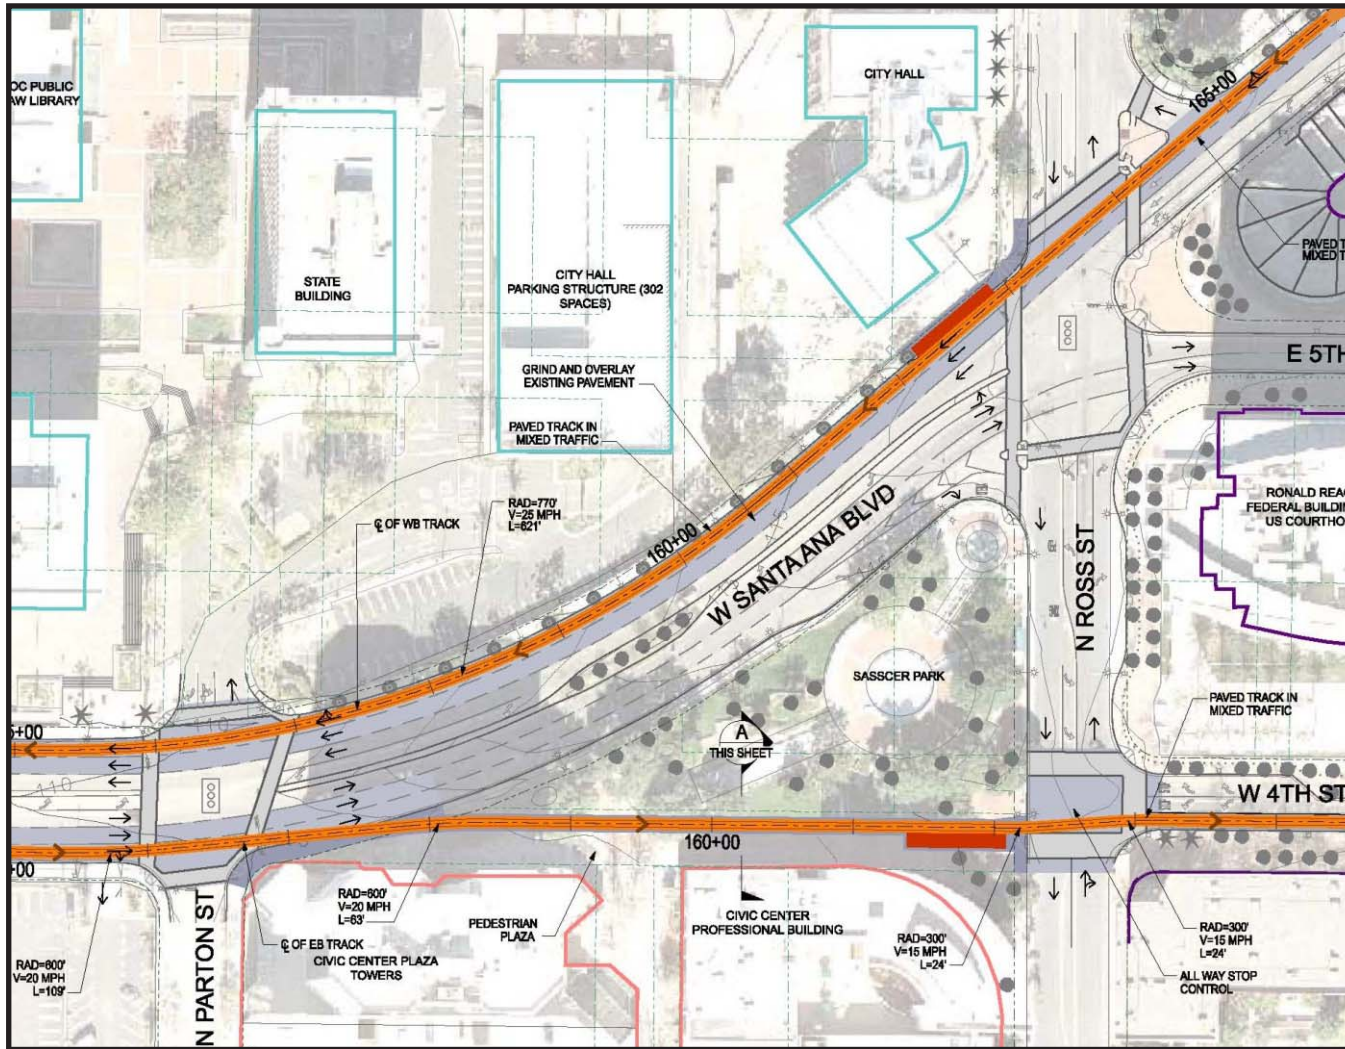 OC PUBLIC
AW LIBRARY
STATE
BUILDING
CITY HALL
PARKING STRUCTURE (302
SPACES)
CITY HALL
165+00
PAVED T
MIXED T
E 5TH
GRIND AND OVERLAY
EXISTING PAVEMENT
PAVED TRACK IN
MIXED TRAFFIC
RAD=770'
V=25 MPH
L=621'
℄ OF WB TRACK
160+00
W SANTA ANA BLVD
N ROSS ST
RONALD REA
FEDERAL BUILDIN
US COURTHO
SASSCER PARK
PAVED TRACK IN
MIXED TRAFFIC
A
THIS SHEET
5+00
110
110
W 4TH ST
160+00
+00
RAD=600'
V=20 MPH
L=63'
PEDESTRIAN
PLAZA
CIVIC CENTER
PROFESSIONAL BUILDING
RAD=300'
V=15 MPH
L=24'
RAD=300'
V=15 MPH
L=24'
℄ OF EB TRACK
CIVIC CENTER PLAZA
TOWERS
RAD=600'
V=20 MPH
L=109'
N PARTON ST
ALL WAY STOP
CONTROL